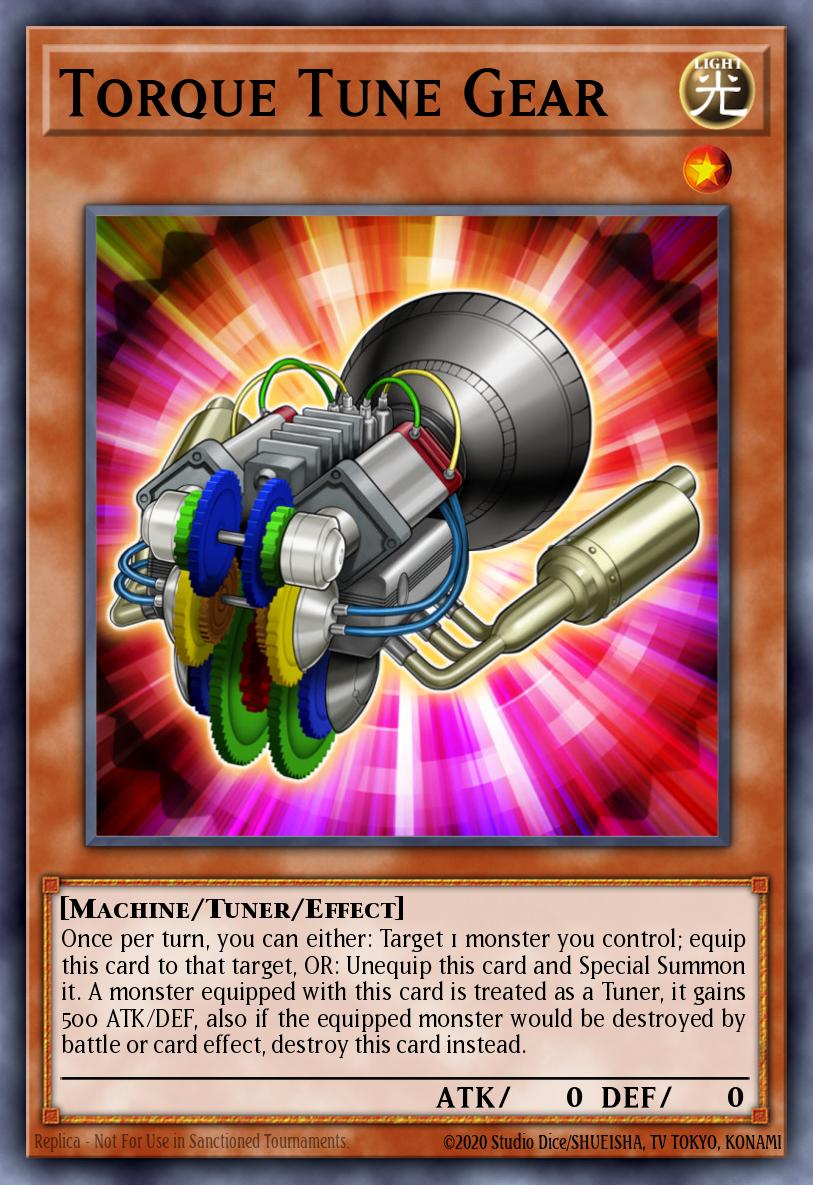 Torque Tune Gear
LIGHT
光
[Machine/Tuner/Effect]
Once per turn, you can either: Target 1 monster you control; equip
this card to that target, OR: Unequip this card and Special Summon
it. A monster equipped with this card is treated as a Tuner, it gains
500 ATK/DEF, also if the equipped monster would be destroyed by
battle or card effect, destroy this card instead.
ATK/ 0 DEF/ 0
Replica - Not For Use in Sanctioned Tournaments.
©2020 Studio Dice/SHUEISHA, TV TOKYO, KONAMI